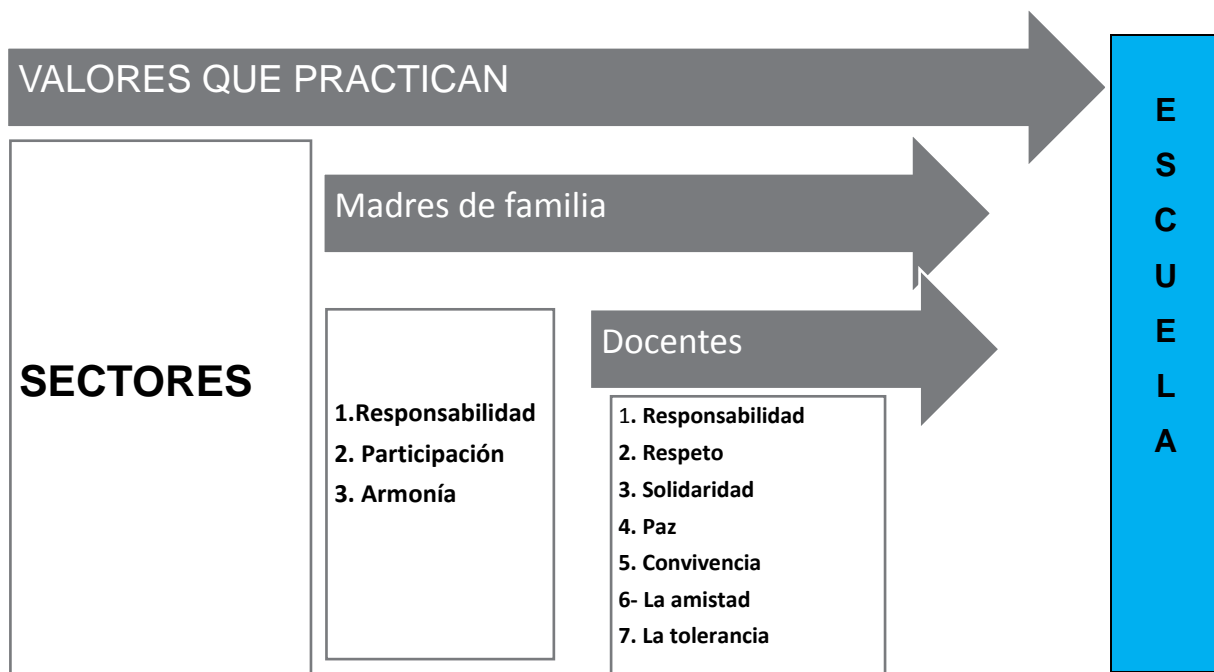 VALORES QUE PRACTICAN
SECTORES
Madres de familia
1.Responsabilidad
2. Participación
3. Armonía
Docentes
1. Responsabilidad
2. Respeto
3. Solidaridad
4. Paz
5. Convivencia
6- La amistad
7. La tolerancia
E
S
C
U
E
L
A